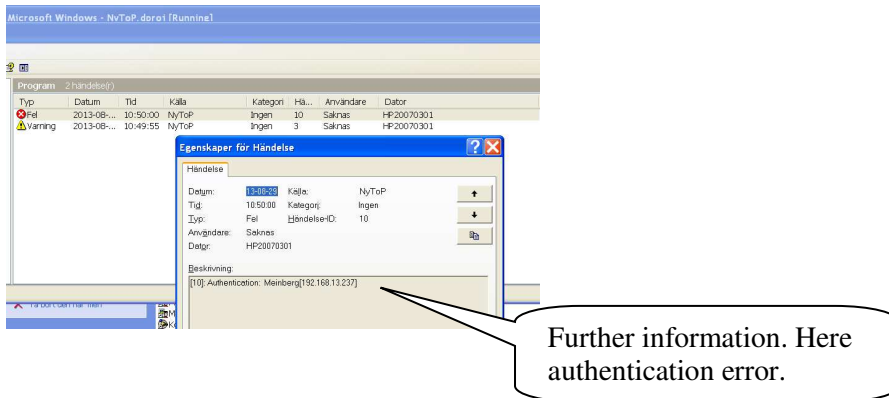 Microsoft Windows - NyToP.doro1 [Running]
Program 2 händelse(r)
Typ Datum Tid Källa Kategori Hä... Användare Dator
Fel 2013-08-... 10:50:00 NyToP Ingen 10 Saknas HP20070301
Varning 2013-08-... 10:49:55 NyToP Ingen 3 Saknas HP20070301
Egenskaper för Händelse
Händelse
Datum: 13-08-29 Källa: NyToP
Tid: 10:50:00 Kategori: Ingen
Typ: Fel Händelse-ID: 10
Användare: Saknas
Dator: HP20070301
Beskrivning:
[10]: Authentication: Meinberg[192.168.13.237]
Further information. Here
authentication error.